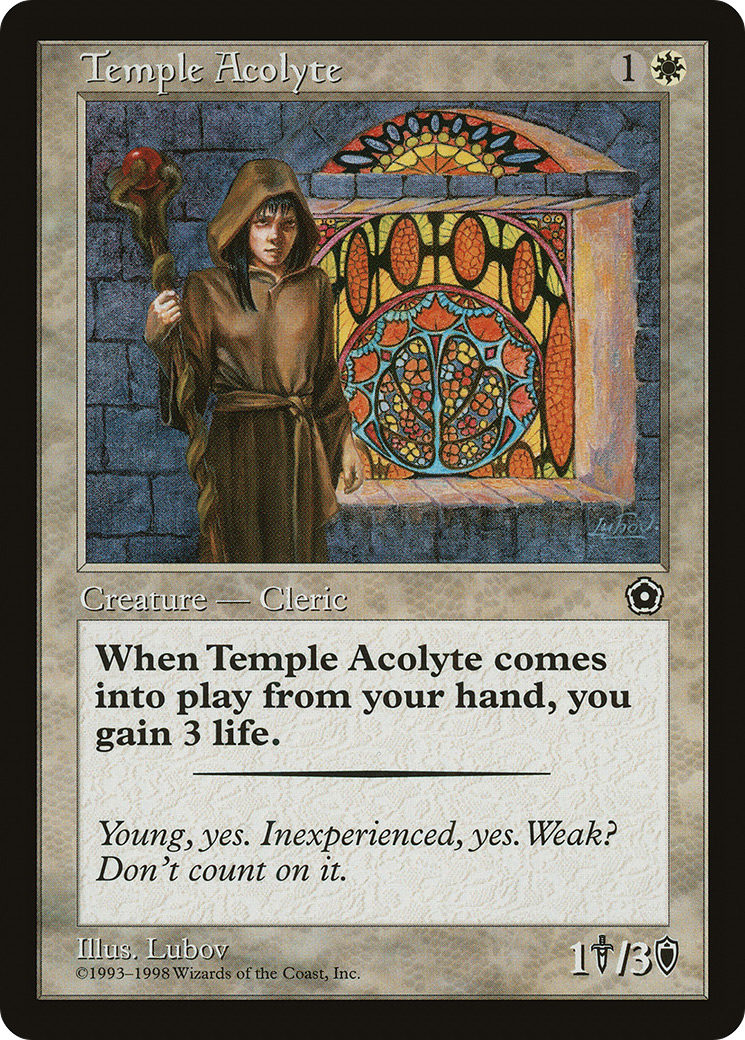 Temple Acolyte 1
Lubov.
Creature — Cleric
When Temple Acolyte comes
into play from your hand, you
gain 3 life.
Young, yes. Inexperienced, yes. Weak?
Don't count on it.
Illus. Lubov
©1993–1998 Wizards of the Coast, Inc.
1/3